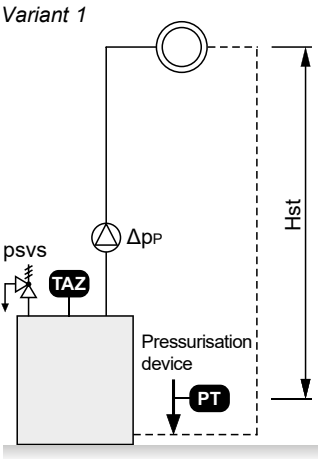 Variant 1
Hst
ΔpP
psvs
TAZ
Pressurisation
device
PT